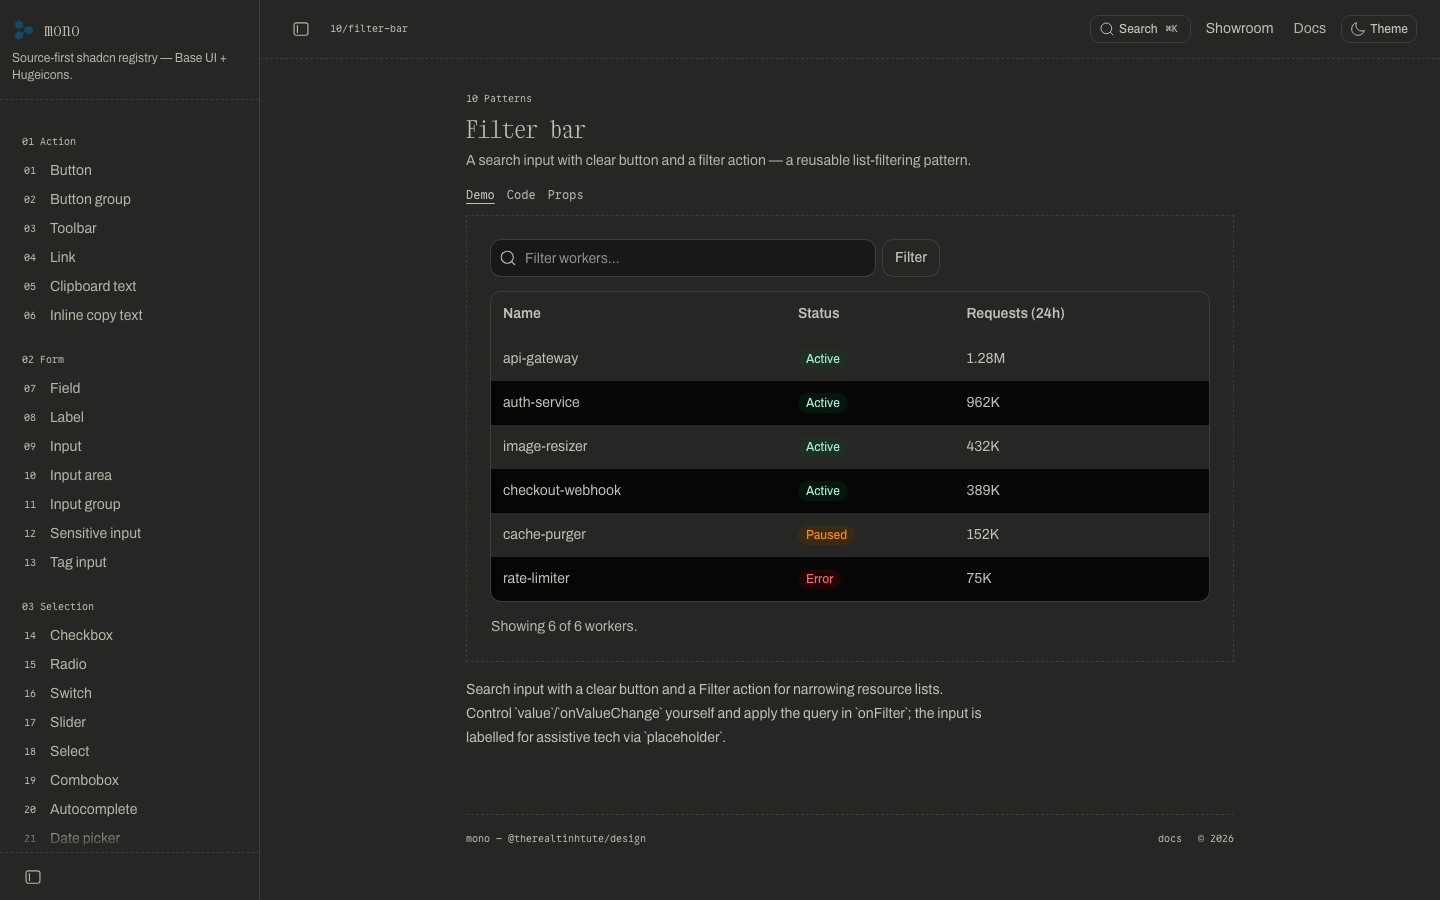 mono
Source-first shadcn registry — Base UI +
Hugeicons.
01 Action
01 Button
02 Button group
03 Toolbar
04 Link
05 Clipboard text
06 Inline copy text
02 Form
07 Field
08 Label
09 Input
10 Input area
11 Input group
12 Sensitive input
13 Tag input
03 Selection
14 Checkbox
15 Radio
16 Switch
17 Slider
18 Select
19 Combobox
20 Autocomplete
21 Date picker
10/filter-bar
Search ⌘K
Showroom
Docs
Theme
10 Patterns
Filter bar
A search input with clear button and a filter action — a reusable list-filtering pattern.
Demo Code Props
Filter workers...
Filter
Name Status Requests (24h)
api-gateway Active 1.28M
auth-service Active 962K
image-resizer Active 432K
checkout-webhook Active 389K
cache-purger Paused 152K
rate-limiter Error 75K
Showing 6 of 6 workers.
Search input with a clear button and a Filter action for narrowing resource lists.
Control `value`/`onValueChange` yourself and apply the query in `onFilter`; the input is
labelled for assistive tech via `placeholder`.
mono — @therealtinhtute/design
docs © 2026